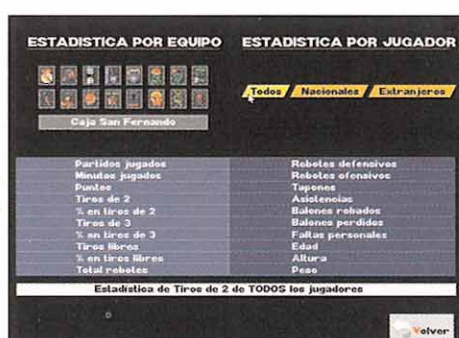 ESTADISTICA POR EQUIPO
ESTADISTICA POR JUGADOR
Todos
Nacionales
Extranjeros
Caja San Fernando
Partidos jugados
Minutos jugados
Puntos
Tiros de 2
% en tiros de 2
Tiros de 3
% en tiros de 3
Tiros libres
% en tiros libres
Total rebotes
Rebotes defensivos
Rebotes ofensivos
Tapones
Asistencias
Balones robados
Balones perdidos
Faltas personales
Edad
Altura
Peso
Estadística de Tiros de 2 de TODOS los jugadores
Volver